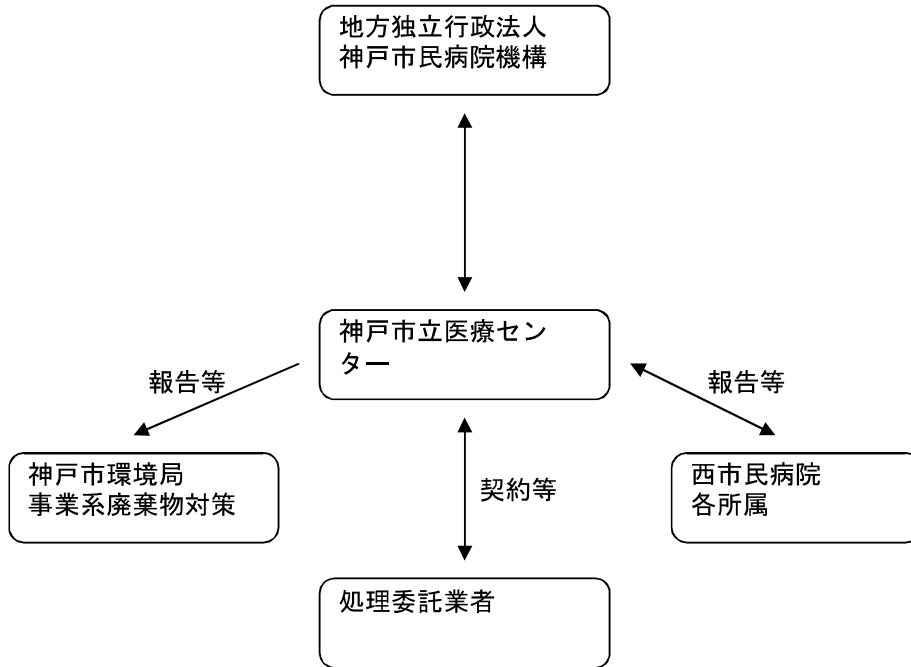 地方独立行政法人
神戸市民病院機構
神戸市立医療セン
ター
報告等
報告等
神戸市環境局
事業系廃棄物対策
契約等
西市民病院
各所属
処理委託業者